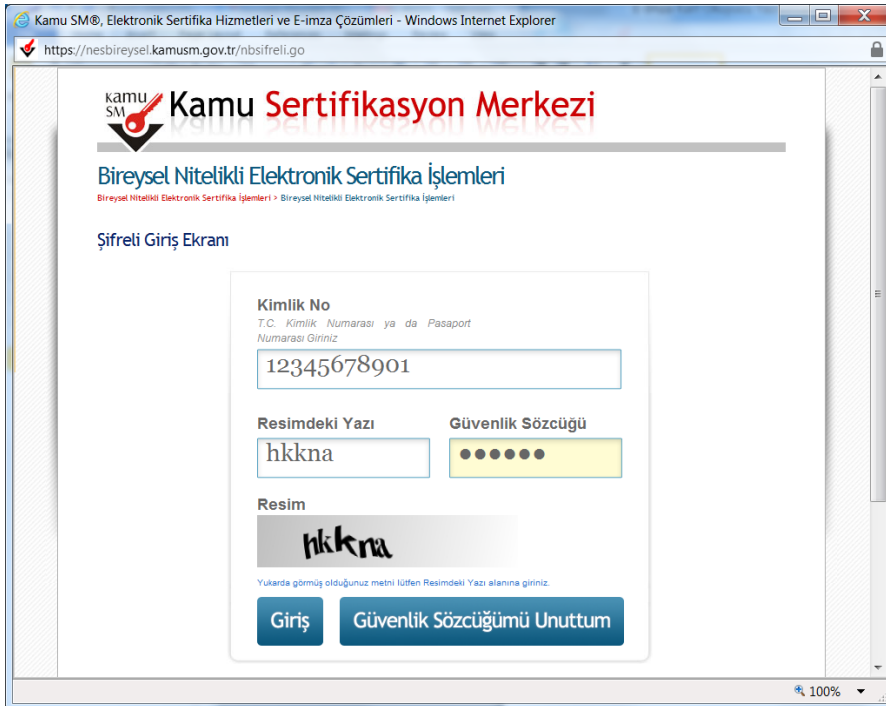 Kamu SM®, Elektronik Sertifika Hizmetleri ve E-imza Çözümleri - Windows Internet Explorer
https://nesbireysel.kamusm.gov.tr/nbsifreli.go
kamu SM Kamu Sertifikasyon Merkezi
Bireysel Nitelikli Elektronik Sertifika İşlemleri
Bireysel Nitelikli Elektronik Sertifika İşlemleri > Bireysel Nitelikli Elektronik Sertifika İşlemleri
Şifreli Giriş Ekranı
Kimlik No
T.C. Kimlik Numarası ya da Pasaport
Numarası Giriniz
12345678901
Resimdeki Yazı Güvenlik Sözcüğü
hkkna ●●●●●●
Resim
hkkna
Yukarda görmüş olduğunuz metni lütfen Resimdeki Yazı alanına giriniz.
Giriş Güvenlik Sözcüğümü Unuttum
100%